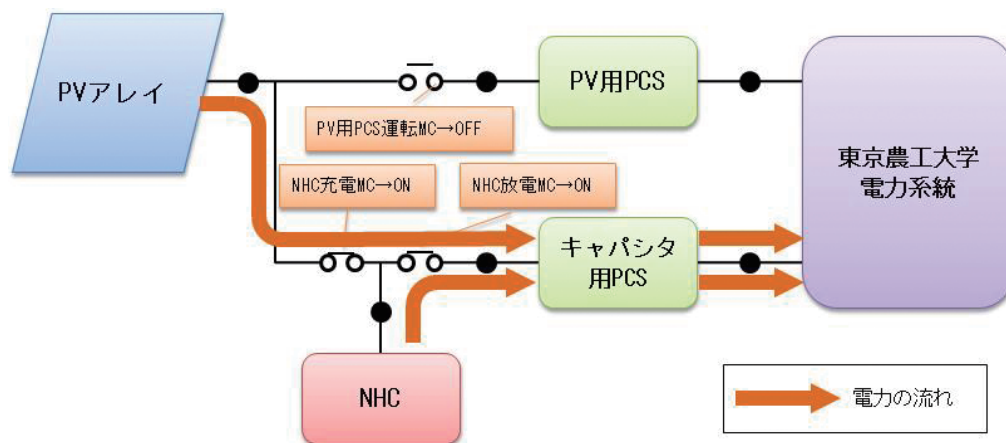 PVアレイ
PV用PCS
東京農工大学
電力系統
PV用PCS運転MC→OFF
NHC充電MC→ON
NHC放電MC→ON
キャパシタ
用PCS
NHC
電力の流れ